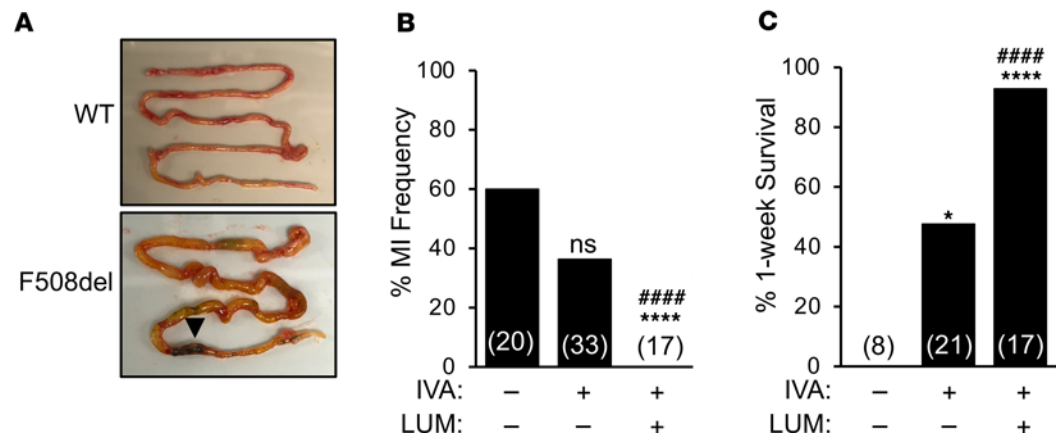 A
WT
F508del
B
% MI Frequency
100
80
60
40
20
0
ns
####
****
(20)
(33)
(17)
IVA: – + +
LUM: – – +
C
% 1-week Survival
100
80
60
40
20
0
*
####
****
(8)
(21)
(17)
IVA: – + +
LUM: – – +